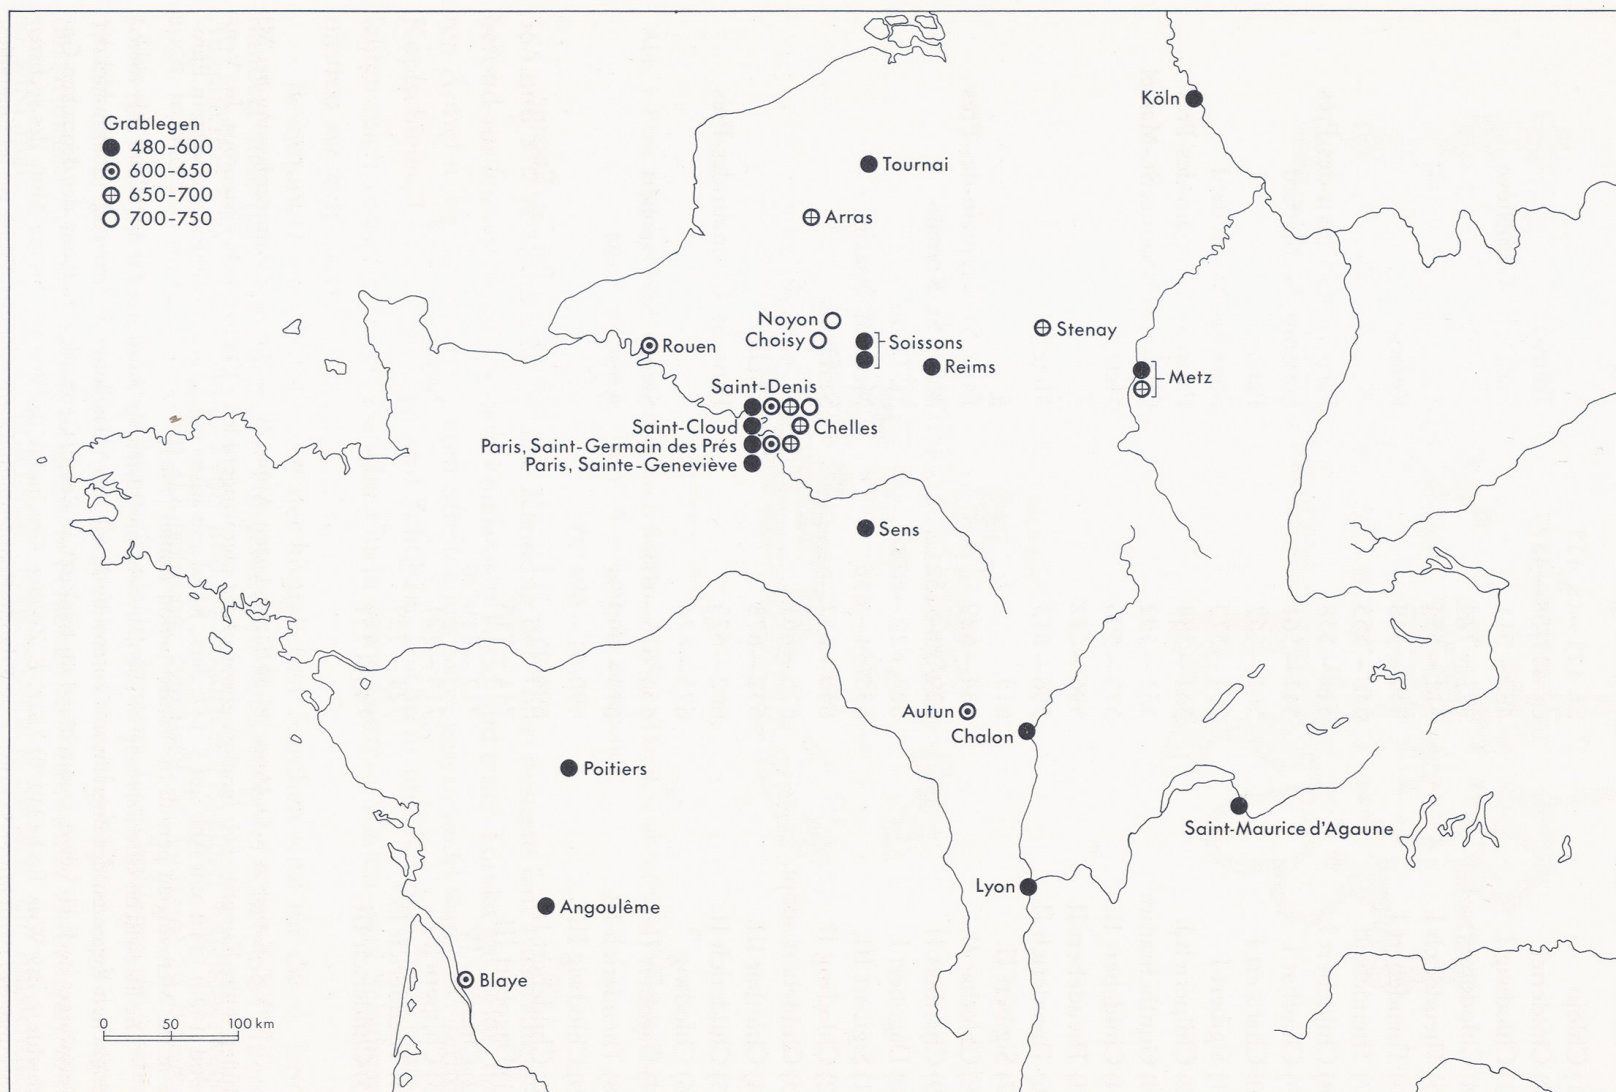 Grablegen
480-600
600-650
650-700
700-750
Köln
Tournai
Arras
Noyon
Choisy
Soissons
Stenay
Rouen
Reims
Metz
Saint-Denis
Saint-Cloud
Chelles
Paris, Saint-Germain des Prés
Paris, Sainte-Geneviève
Sens
Autun
Chalon
Poitiers
Saint-Maurice d'Agaune
Lyon
Angoulême
Blaye
0 50 100 km